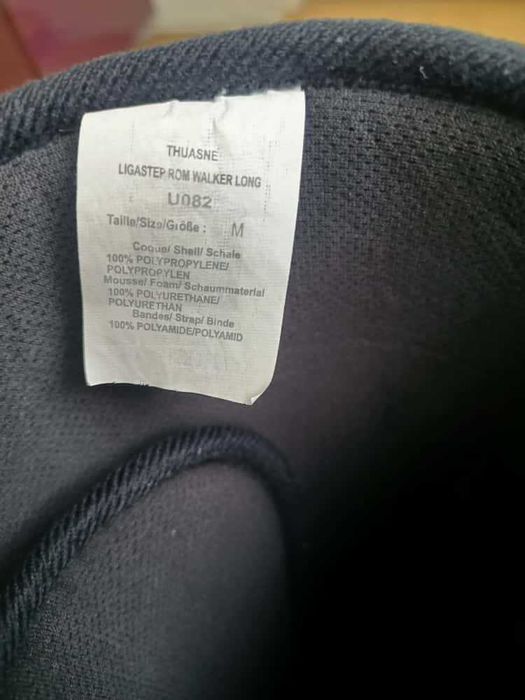 THUASNE
LIGASTEP ROM WALKER LONG
U082
Taille/Size/Größe : M
Coque/ Shell/ Schale
100% POLYPROPYLENE/
POLYPROPYLEN
Mousse/ Foam/ Schaummaterial
100% POLYURETHANE/
POLYURETHAN
Bandes/ Strap/ Binde
100% POLYAMIDE/POLYAMID